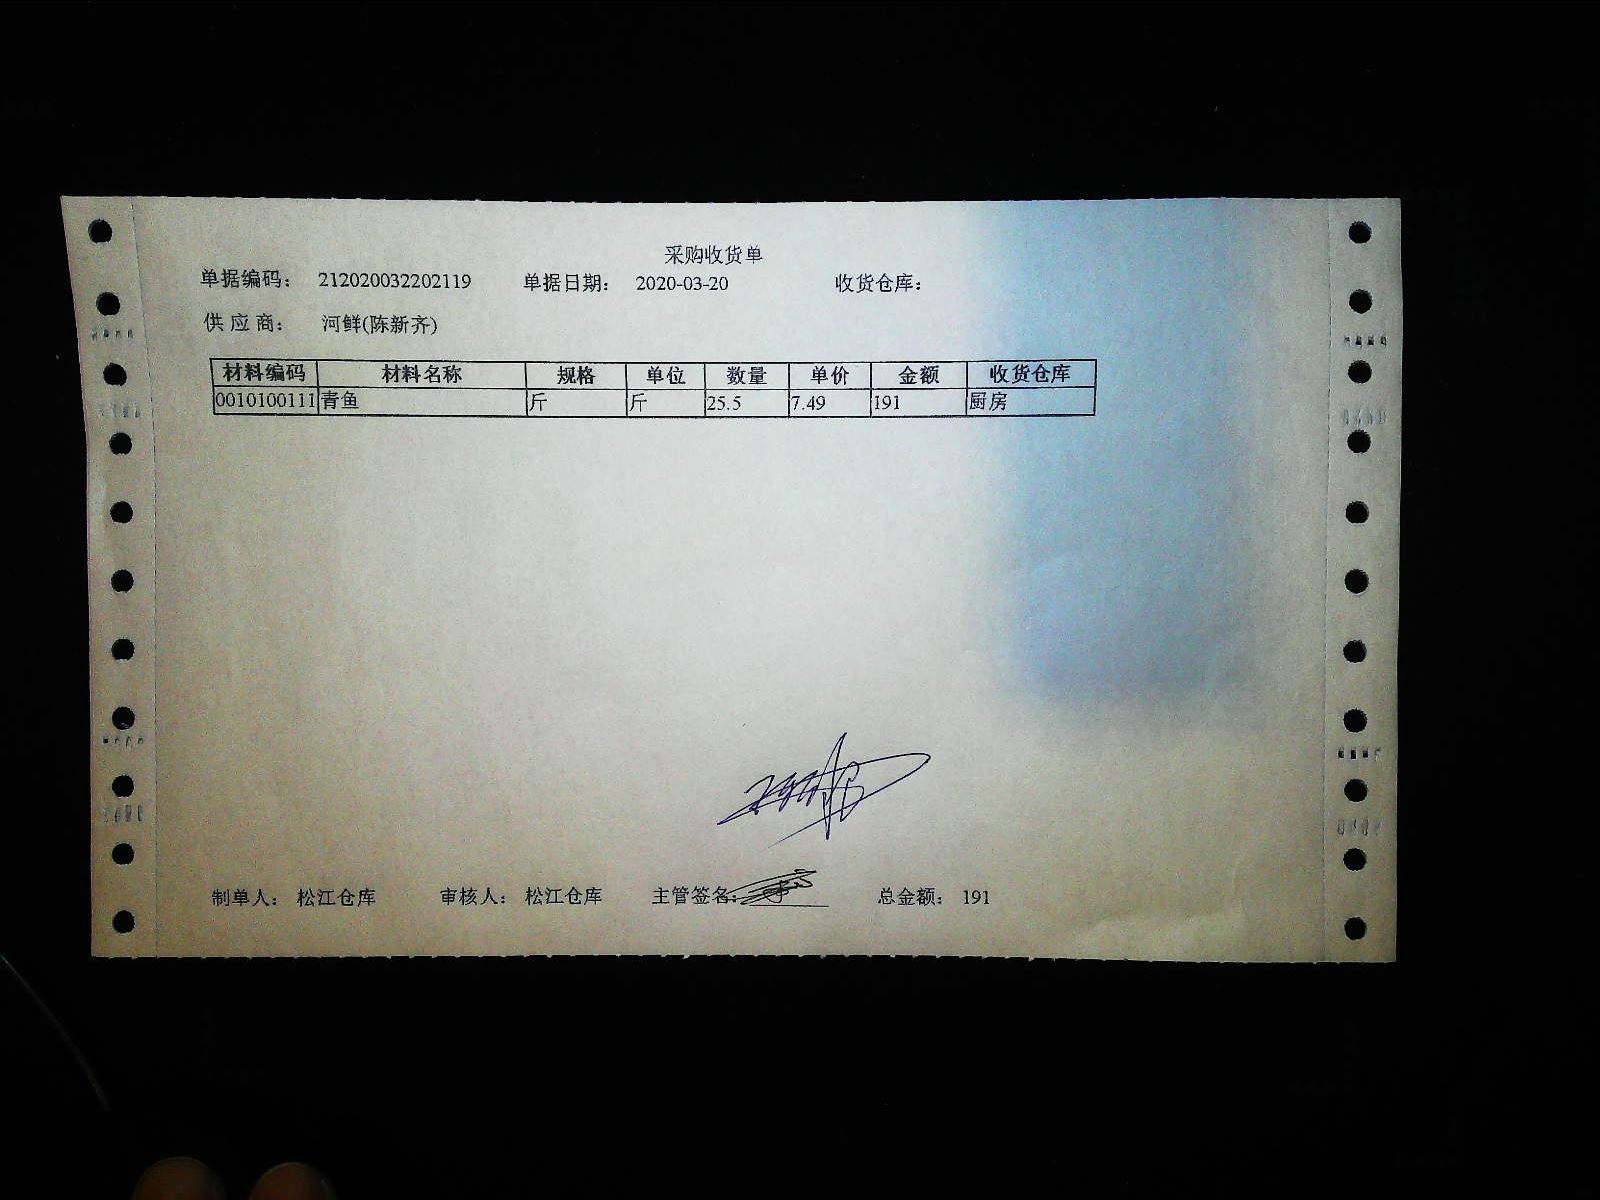 采购收货单
单据编码： 212020032202119 单据日期： 2020-03-20 收货仓库：
供应商： 河鲜(陈新齐)
材料编码 材料名称 规格 单位 数量 单价 金额 收货仓库
0010100111 青鱼 斤 斤 25.5 7.49 191 厨房
制单人： 松江仓库 审核人： 松江仓库 主管签名： 总金额： 191